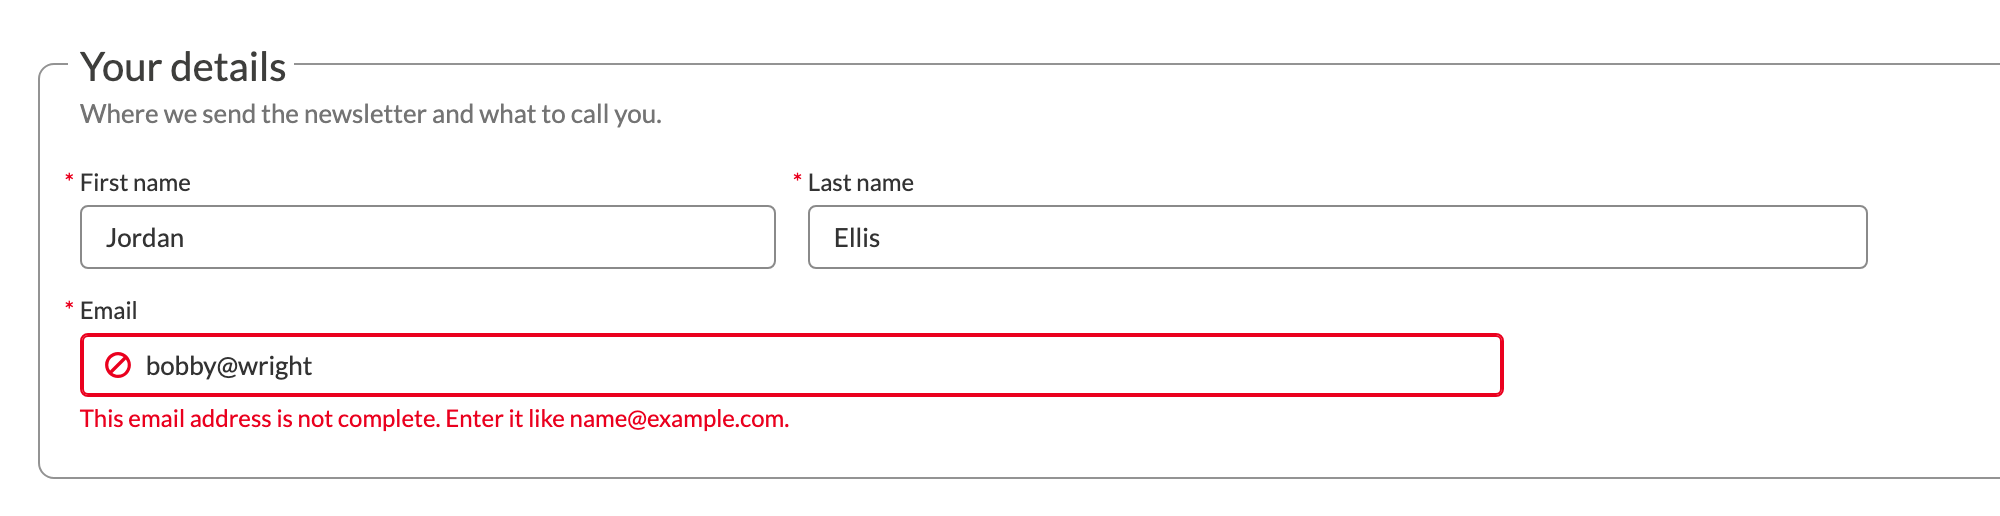 Your details
Where we send the newsletter and what to call you.
* First name
* Last name
Jordan
Ellis
* Email
bobby@wright
This email address is not complete. Enter it like name@example.com.